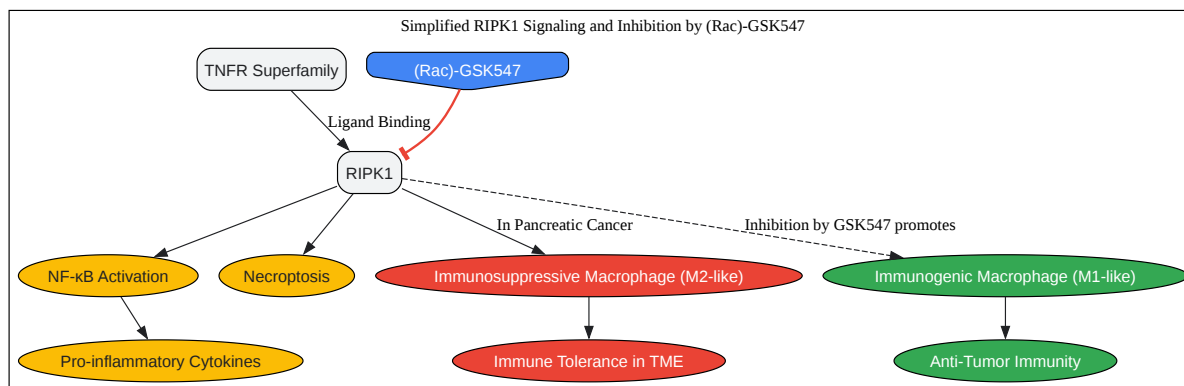 Simplified RIPK1 Signaling and Inhibition by (Rac)-GSK547
TNFR Superfamily
(Rac)-GSK547
Ligand Binding
RIPK1
In Pancreatic Cancer
Inhibition by GSK547 promotes
NF-κB Activation
Necroptosis
Immunosuppressive Macrophage (M2-like)
Immunogenic Macrophage (M1-like)
Pro-inflammatory Cytokines
Immune Tolerance in TME
Anti-Tumor Immunity